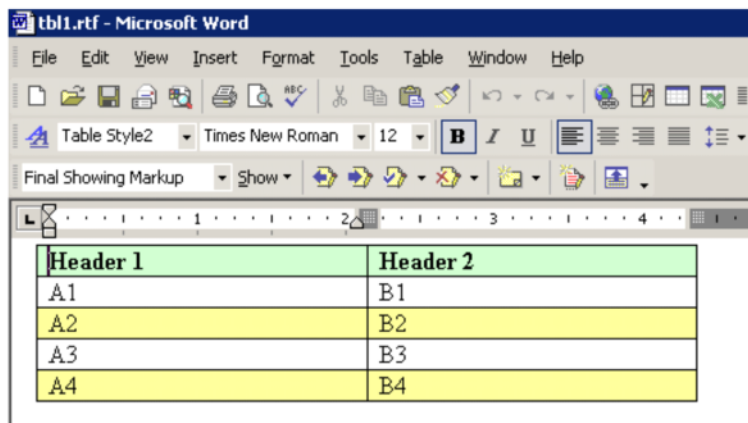 tbl1.rtf - Microsoft Word
File Edit View Insert Format Tools Table Window Help
ABC
A Table Style2 Times New Roman 12 B I U
Final Showing Markup Show
L 1 2 3 4
Header 1 Header 2
A1 B1
A2 B2
A3 B3
A4 B4